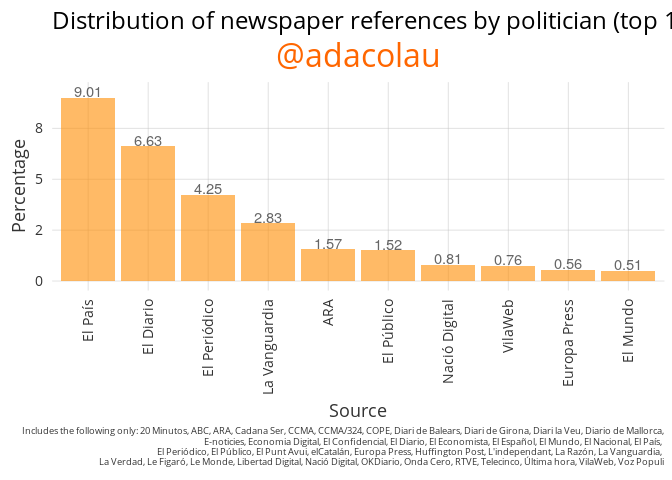 Distribution of newspaper references by politician (top 1
@adacolau
Percentage
8
5
2
0
9.01
6.63
4.25
2.83
1.57
1.52
0.81
0.76
0.56
0.51
El País
El Diario
El Periódico
La Vanguardia
ARA
El Público
Nació Digital
VilaWeb
Europa Press
El Mundo
Source
Includes the following only: 20 Minutos, ABC, ARA, Cadana Ser, CCMA, CCMA/324, COPE, Diari de Balears, Diari de Girona, Diari la Veu, Diario de Mallorca,
E-noticies, Economia Digital, El Confidencial, El Diario, El Economista, El Español, El Mundo, El Nacional, El País,
El Periódico, El Público, El Punt Avui, elCatalán, Europa Press, Huffington Post, L'independant, La Razón, La Vanguardia,
La Verdad, Le Figaró, Le Monde, Libertad Digital, Nació Digital, OKDiario, Onda Cero, RTVE, Telecinco, Última hora, VilaWeb, Voz Populi